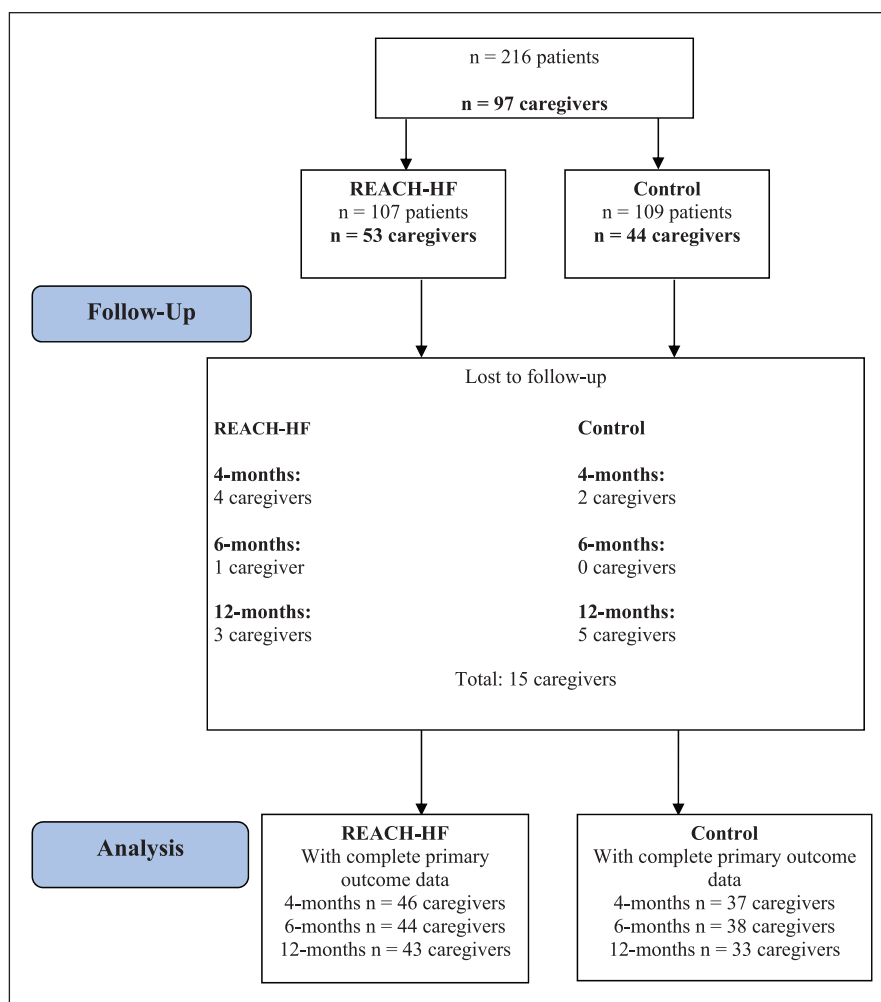 n = 216 patients
n = 97 caregivers
REACH-HF
n = 107 patients
n = 53 caregivers
Control
n = 109 patients
n = 44 caregivers
Follow-Up
Lost to follow-up
REACH-HF
4-months:
4 caregivers
6-months:
1 caregiver
12-months:
3 caregivers
Control
4-months:
2 caregivers
6-months:
0 caregivers
12-months:
5 caregivers
Total: 15 caregivers
Analysis
REACH-HF
With complete primary
outcome data
4-months n = 46 caregivers
6-months n = 44 caregivers
12-months n = 43 caregivers
Control
With complete primary outcome
data
4-months n = 37 caregivers
6-months n = 38 caregivers
12-months n = 33 caregivers